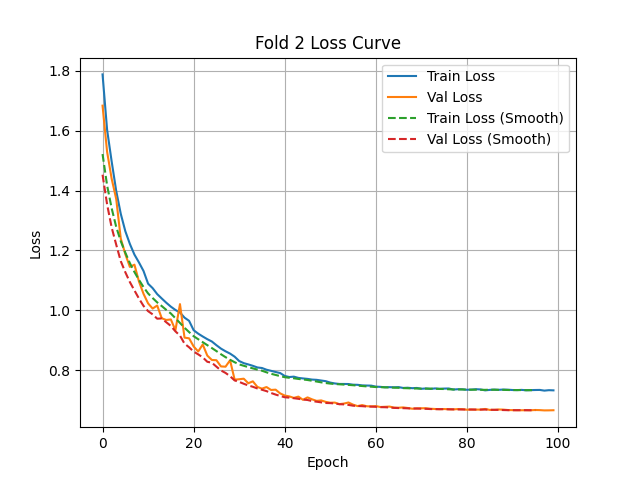 Fold 2 Loss Curve
Train Loss
Val Loss
Train Loss (Smooth)
Val Loss (Smooth)
1.8
1.6
1.4
1.2
1.0
0.8
Loss
0
20
40
60
80
100
Epoch